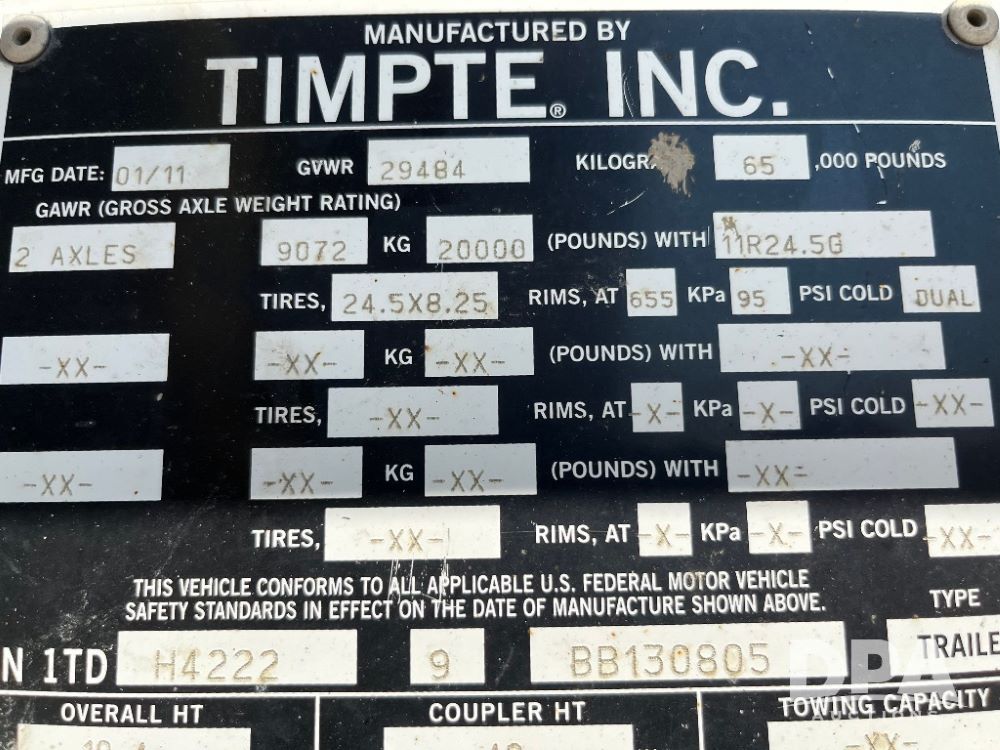 MANUFACTURED BY
TIMPTE® INC.
MFG DATE: 01/11 GVWR 29484 KILOGRA 65 ,000 POUNDS
GAWR (GROSS AXLE WEIGHT RATING)
2 AXLES 9072 KG 20000 (POUNDS) WITH 11R24.5G
TIRES, 24.5X8.25 RIMS, AT 655 KPa 95 PSI COLD DUAL
-XX- -XX- KG -XX- (POUNDS) WITH -XX-
TIRES, -XX- RIMS, AT -X- KPa -X- PSI COLD -XX-
-XX- -XX- KG -XX- (POUNDS) WITH -XX-
TIRES, -XX- RIMS, AT -X- KPa -X- PSI COLD -XX-
THIS VEHICLE CONFORMS TO ALL APPLICABLE U.S. FEDERAL MOTOR VEHICLE
SAFETY STANDARDS IN EFFECT ON THE DATE OF MANUFACTURE SHOWN ABOVE.
TYPE
N 1TD H4222 9 BB130805 TRAILE
DPA
AUCTIONS
OVERALL HT COUPLER HT TOWING CAPACITY
-XX-